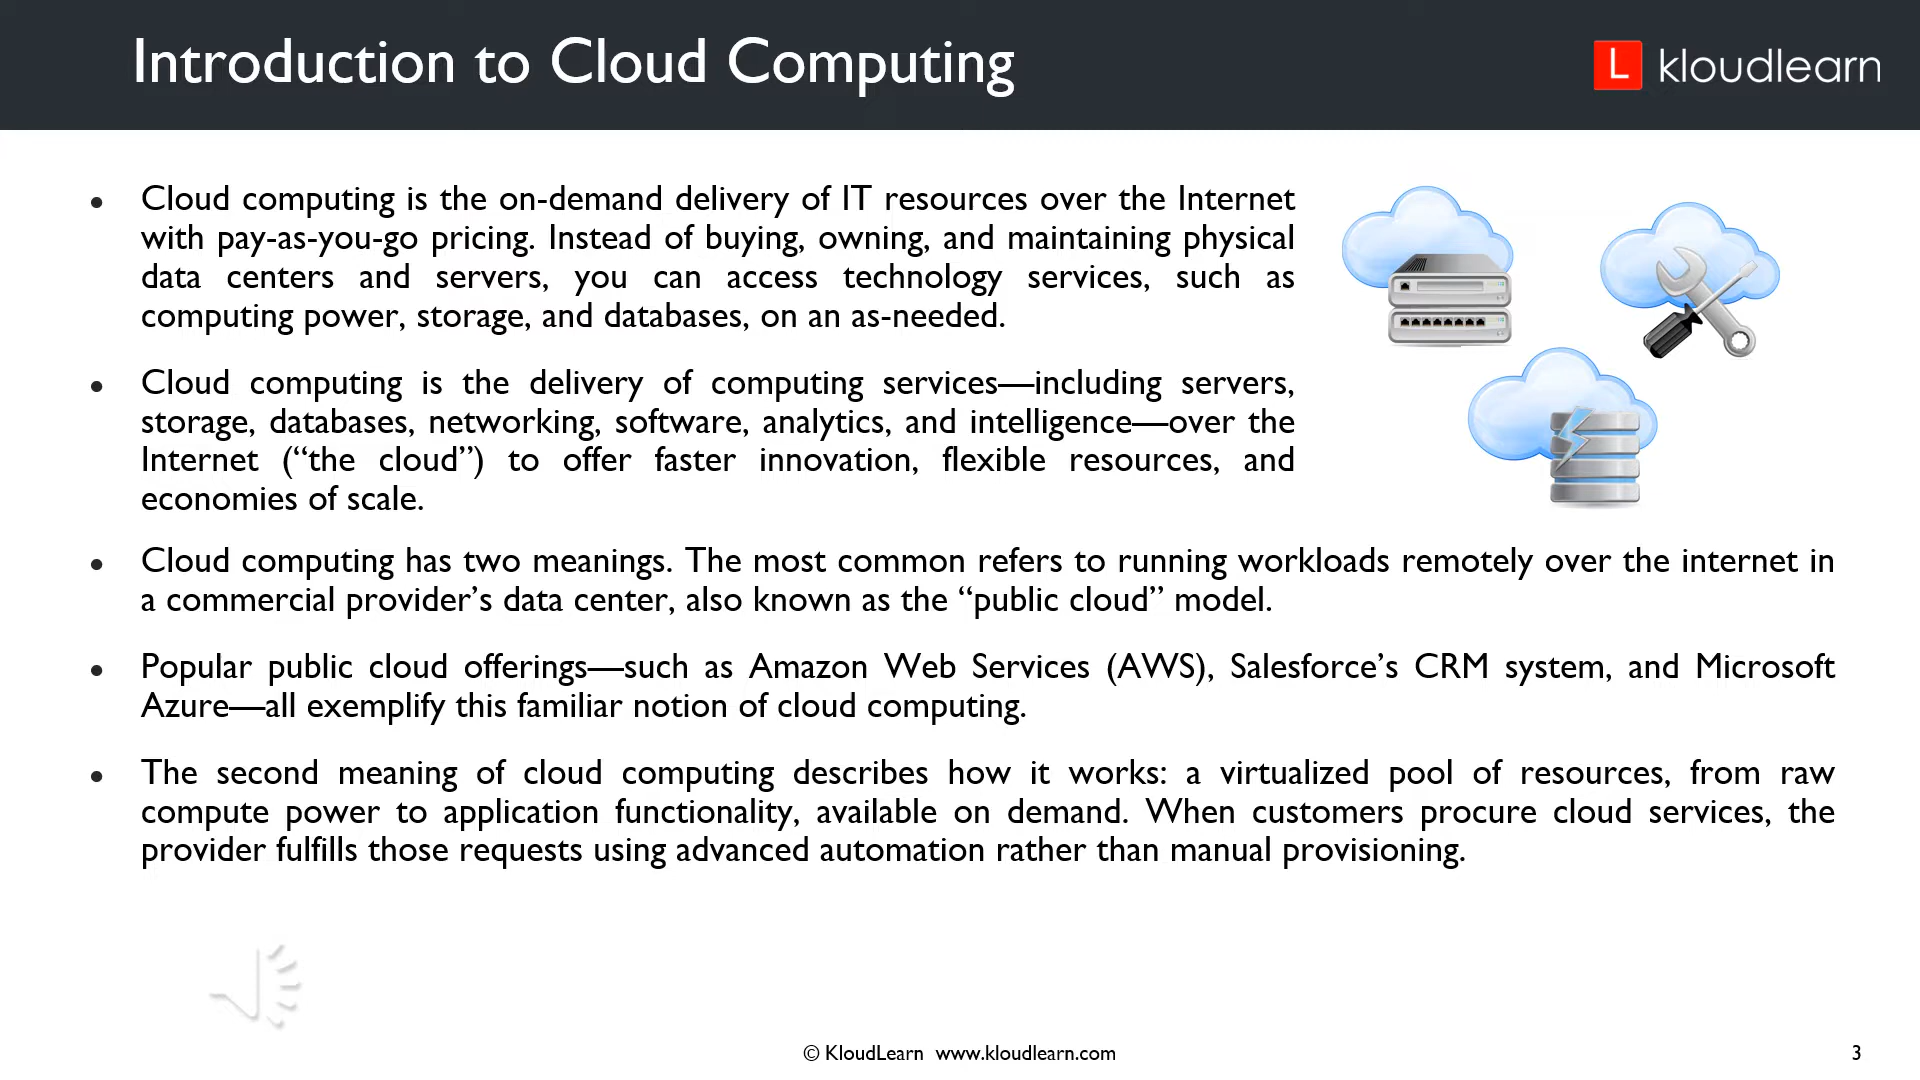 Introduction to Cloud Computing
L kloudlearn
• Cloud computing is the on-demand delivery of IT resources over the Internet
with pay-as-you-go pricing. Instead of buying, owning, and maintaining physical
data centers and servers, you can access technology services, such as
computing power, storage, and databases, on an as-needed.
• Cloud computing is the delivery of computing services—including servers,
storage, databases, networking, software, analytics, and intelligence—over the
Internet (“the cloud”) to offer faster innovation, flexible resources, and
economies of scale.
• Cloud computing has two meanings. The most common refers to running workloads remotely over the internet in
a commercial provider’s data center, also known as the “public cloud” model.
• Popular public cloud offerings—such as Amazon Web Services (AWS), Salesforce’s CRM system, and Microsoft
Azure—all exemplify this familiar notion of cloud computing.
• The second meaning of cloud computing describes how it works: a virtualized pool of resources, from raw
compute power to application functionality, available on demand. When customers procure cloud services, the
provider fulfills those requests using advanced automation rather than manual provisioning.
© KloudLearn www.kloudlearn.com
3